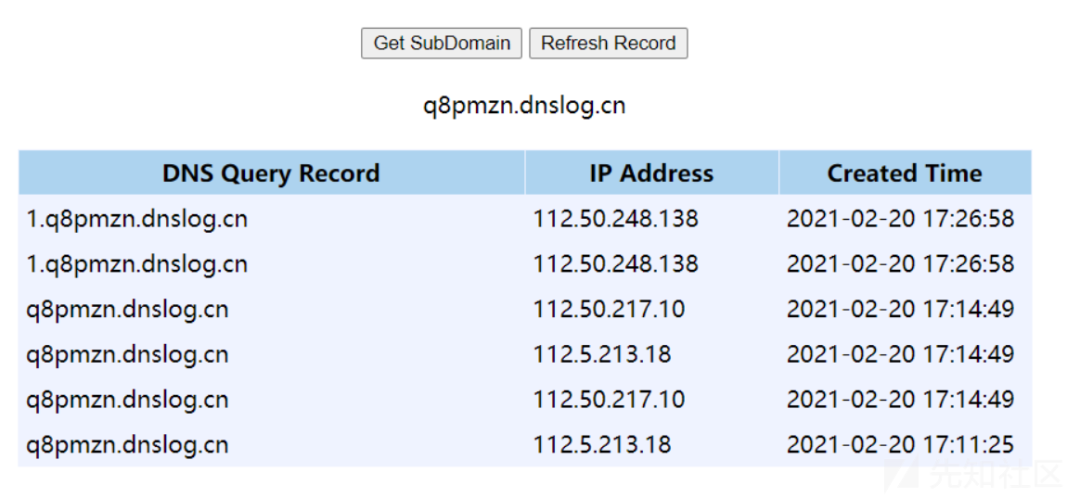 Get SubDomain Refresh Record
q8pmzn.dnslog.cn
DNS Query Record IP Address Created Time
1.q8pmzn.dnslog.cn 112.50.248.138 2021-02-20 17:26:58
1.q8pmzn.dnslog.cn 112.50.248.138 2021-02-20 17:26:58
q8pmzn.dnslog.cn 112.50.217.10 2021-02-20 17:14:49
q8pmzn.dnslog.cn 112.5.213.18 2021-02-20 17:14:49
q8pmzn.dnslog.cn 112.50.217.10 2021-02-20 17:14:49
q8pmzn.dnslog.cn 112.5.213.18 2021-02-20 17:11:25
先知社区